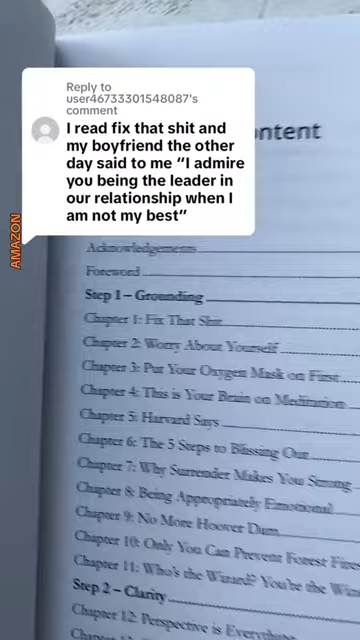 Reply to
user46733301548087's
comment
I read fix that shit and
my boyfriend the other
day said to me “I admire
you being the leader in
our relationship when I
am not my best”
AMAZON
ontent
Acknowledgements
Foreword
Step 1 – Grounding
Chapter 1: Fix That Shit
Chapter 2: Worry About Yourself
Chapter 3: Put Your Oxygen Mask on First
Chapter 4: This is Your Brain on Meditation
Chapter 5: Harvard Says
Chapter 6: The 5 Steps to Blissing Out
Chapter 7: Why Surrender Makes You Strong
Chapter 8: Being Appropriately Emotional
Chapter 9: No More Hoover Dam
Chapter 10: Only You Can Prevent Forest Fires
Chapter 11: Who's the Wizard? You're the Wiz
Step 2 – Clarity
Chapter 12: Perspective is Everyth